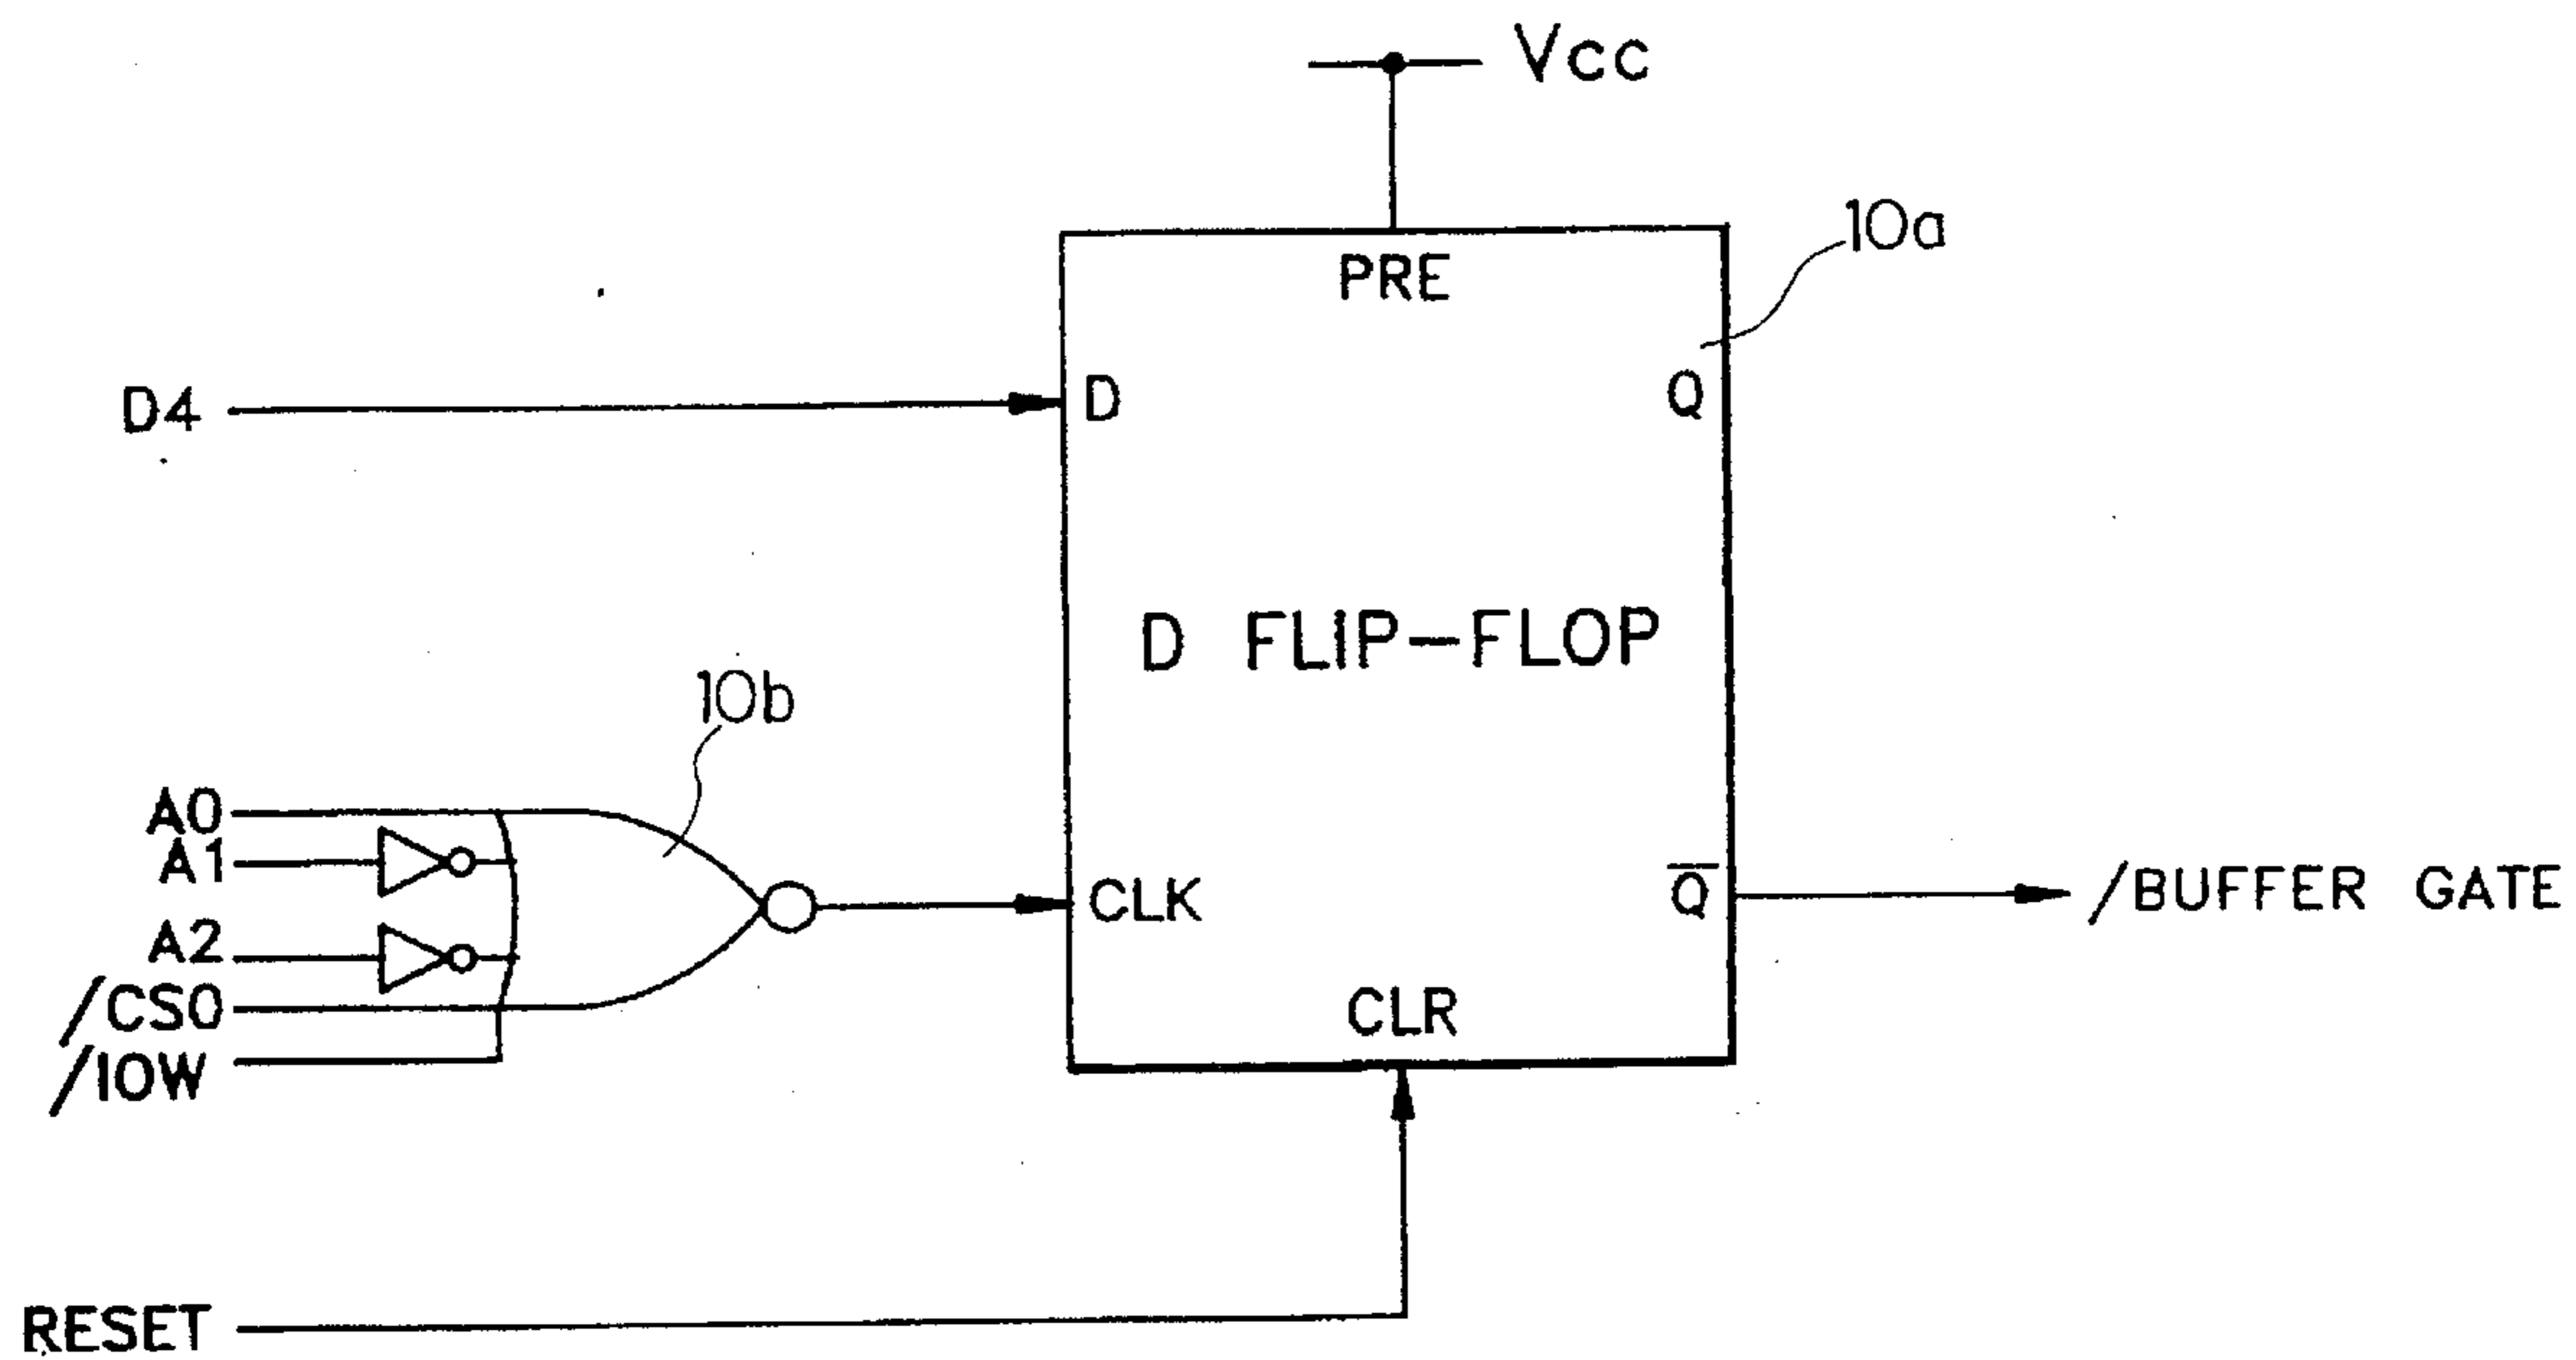 Vcc
10a
PRE
D4
D
Q
D FLIP-FLOP
10b
A0
A1
A2
/CS0
/IOW
CLK
Q̅
/BUFFER GATE
CLR
RESET